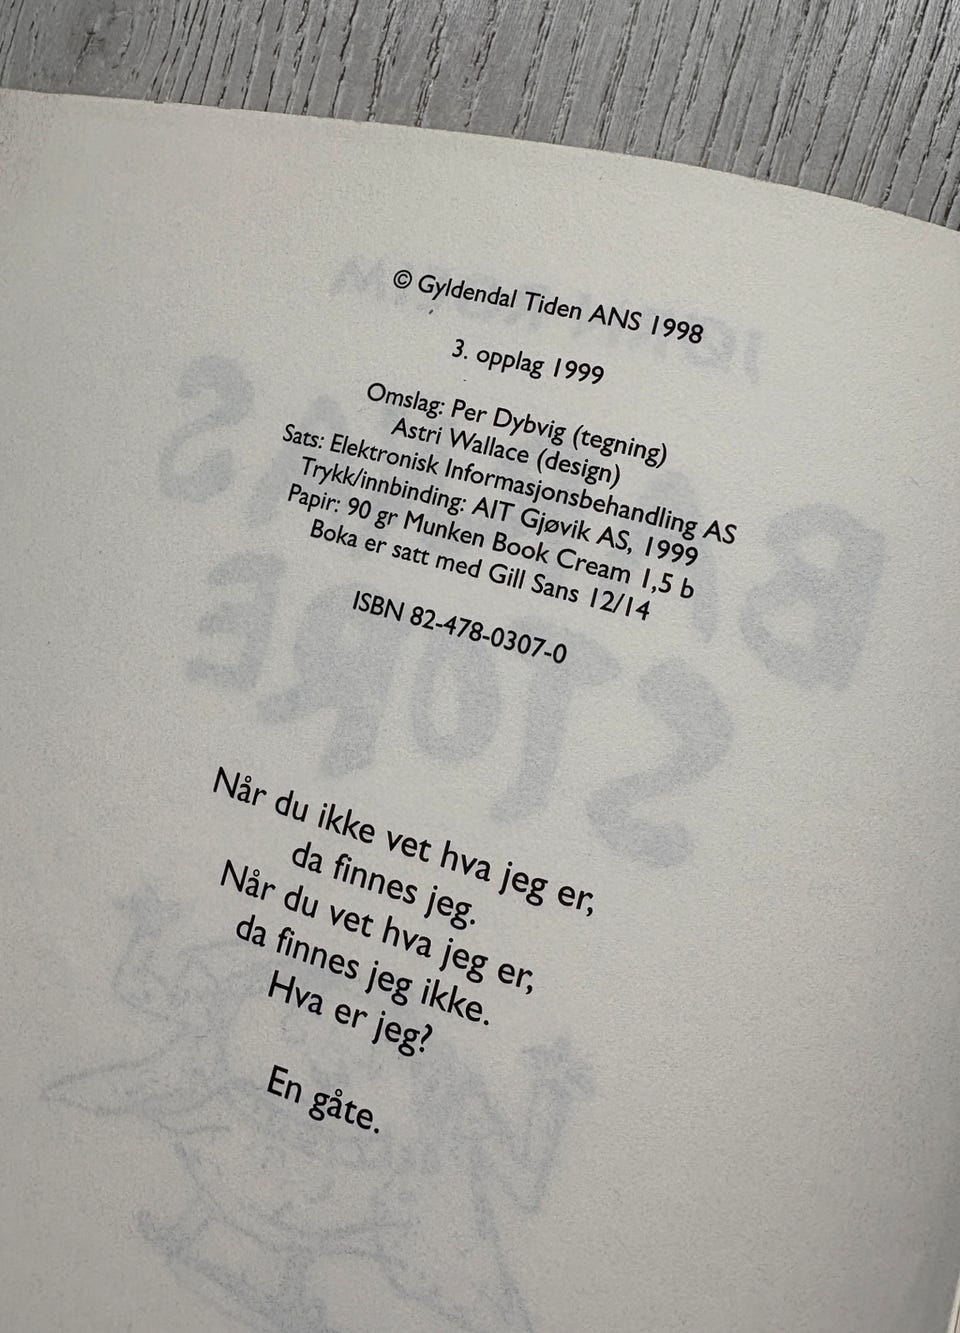 © Gyldendal Tiden ANS 1998
3. opplag 1999
Omslag: Per Dybvig (tegning)
Astri Wallace (design)
Sats: Elektronisk Informasjonsbehandling AS
Trykk/innbinding: AIT Gjøvik AS, 1999
Papir: 90 gr Munken Book Cream 1,5 b
Boka er satt med Gill Sans 12/14
ISBN 82-478-0307-0
Når du ikke vet hva jeg er,
da finnes jeg.
Når du vet hva jeg er,
da finnes jeg ikke.
Hva er jeg?
En gåte.